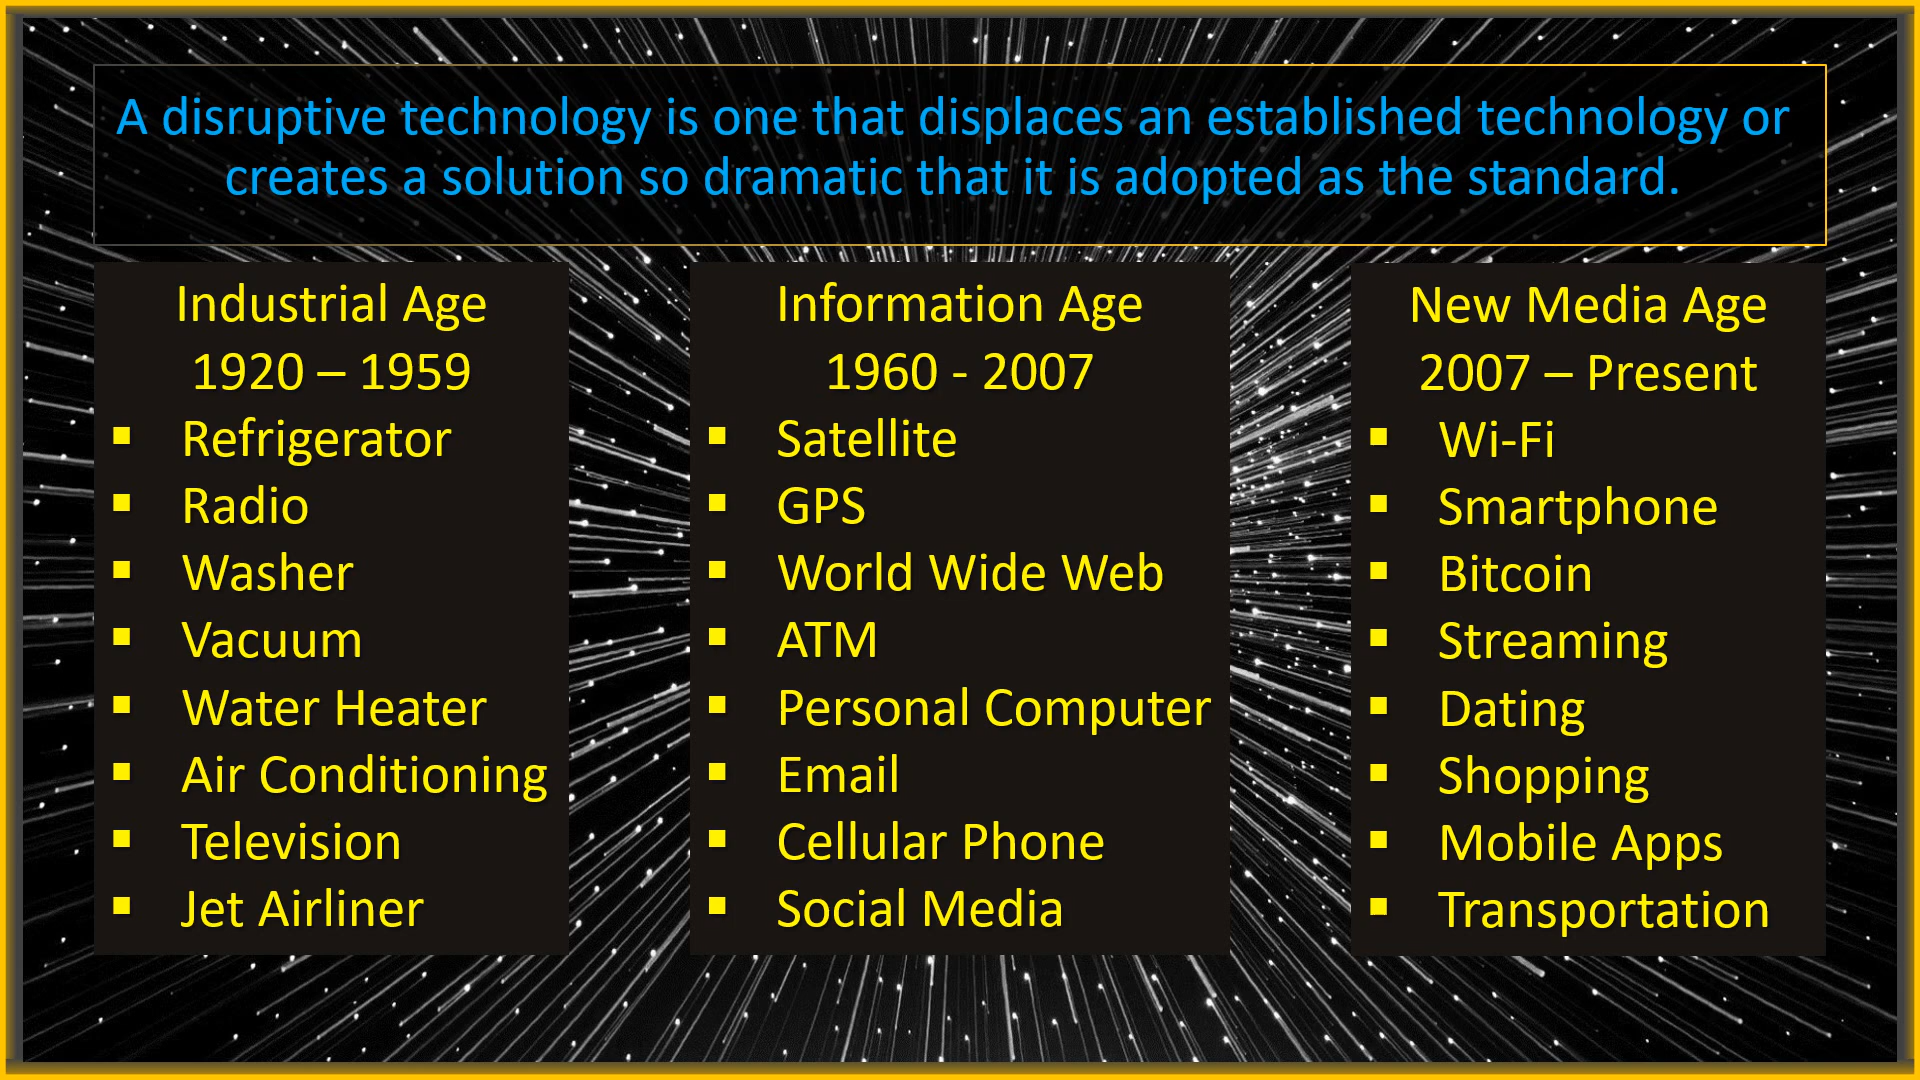 A disruptive technology is one that displaces an established technology or
creates a solution so dramatic that it is adopted as the standard.
Industrial Age
1920 – 1959
▪ Refrigerator
▪ Radio
▪ Washer
▪ Vacuum
▪ Water Heater
▪ Air Conditioning
▪ Television
▪ Jet Airliner
Information Age
1960 - 2007
▪ Satellite
▪ GPS
▪ World Wide Web
▪ ATM
▪ Personal Computer
▪ Email
▪ Cellular Phone
▪ Social Media
New Media Age
2007 – Present
▪ Wi-Fi
▪ Smartphone
▪ Bitcoin
▪ Streaming
▪ Dating
▪ Shopping
▪ Mobile Apps
▪ Transportation